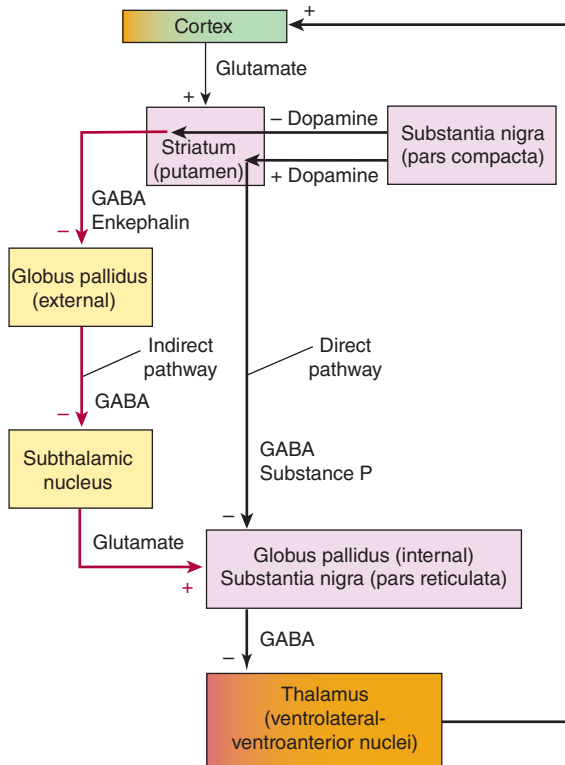 Cortex
+
Glutamate
+
– Dopamine
Striatum
(putamen)
+ Dopamine
Substantia nigra
(pars compacta)
GABA
Enkephalin
–
Globus pallidus
(external)
Indirect
pathway
Direct
pathway
GABA
–
Subthalamic
nucleus
GABA
Substance P
–
Glutamate
+
Globus pallidus (internal)
Substantia nigra (pars reticulata)
GABA
–
Thalamus
(ventrolateral-
ventroanterior nuclei)